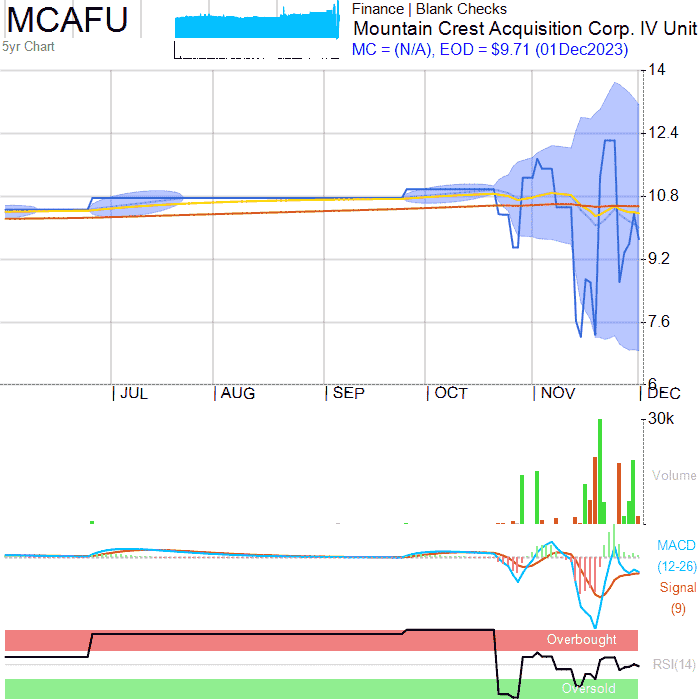 MCAFU
5yr Chart
Finance | Blank Checks
Mountain Crest Acquisition Corp. IV Unit
MC = (N/A), EOD = $9.71 (01Dec2023)
14
12.4
10.8
9.2
7.6
6
JUL AUG SEP OCT NOV DEC
30k
Volume
MACD
(12-26)
Signal
(9)
Overbought
RSI(14)
Oversold